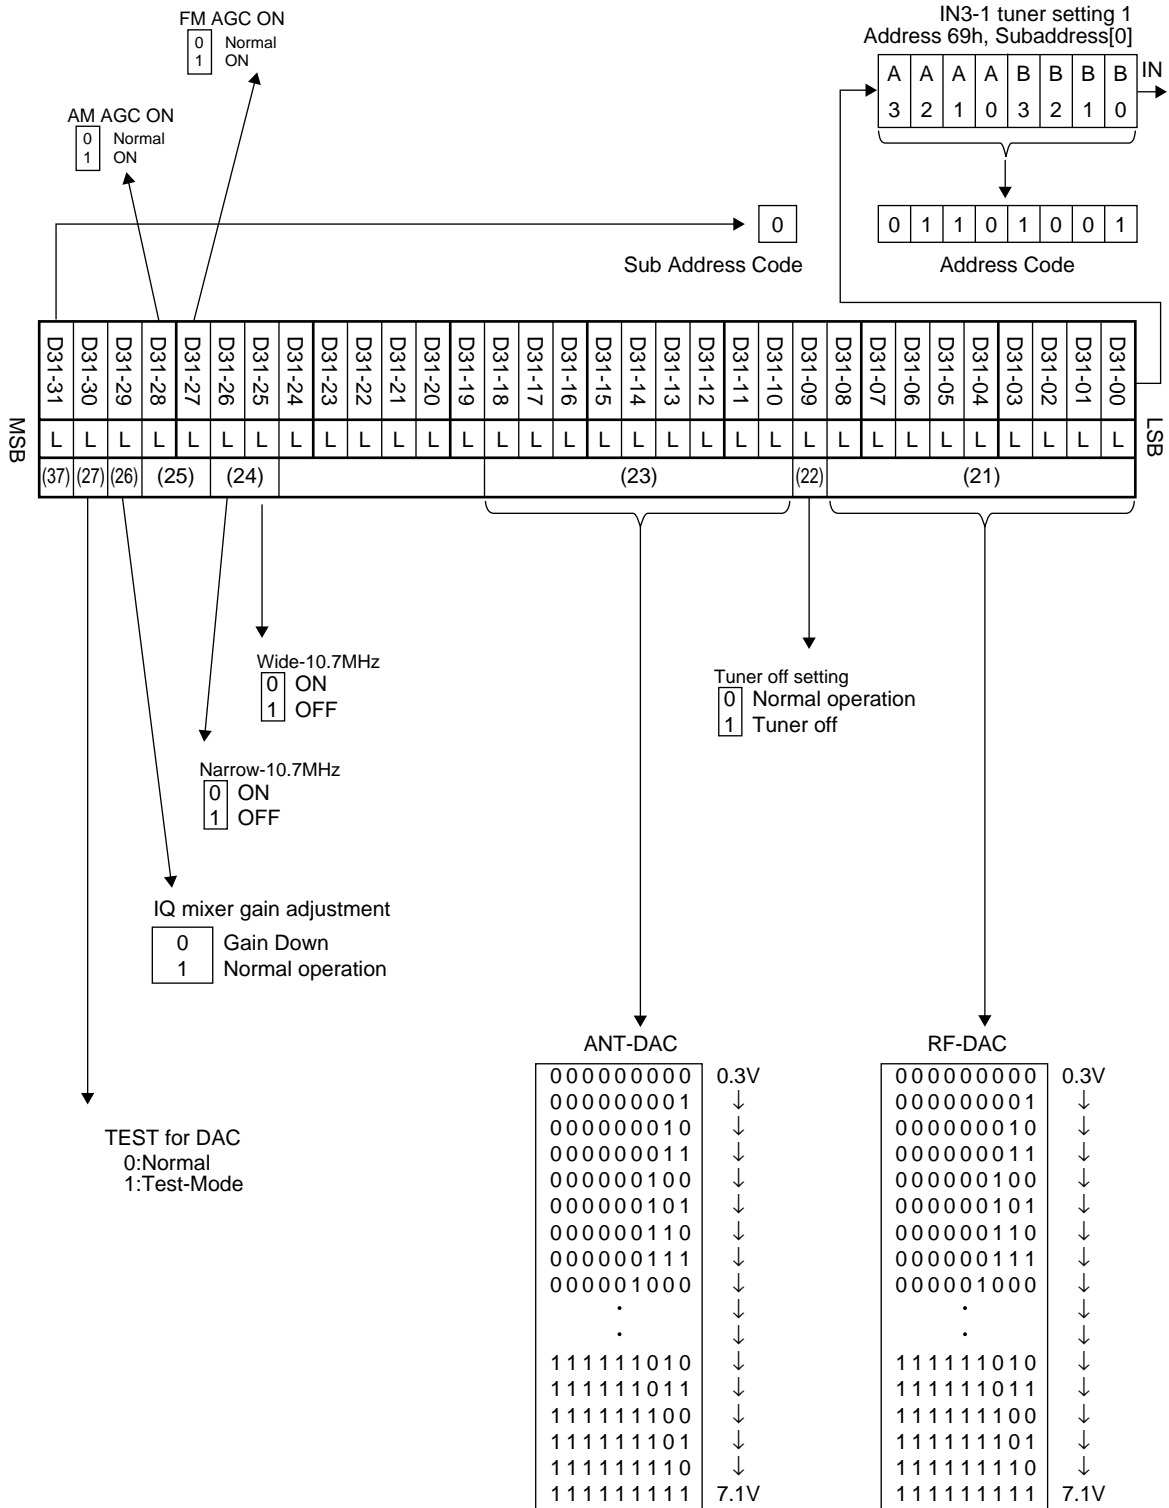 FM AGC ON
0 Normal
1 ON
AM AGC ON
0 Normal
1 ON
IN3-1 tuner setting 1
Address 69h, Subaddress[0]
A A A A B B B B IN
3 2 1 0 3 2 1 0
0
Sub Address Code
0 1 1 0 1 0 0 1
Address Code
D31-31 D31-30 D31-29 D31-28 D31-27 D31-26 D31-25 D31-24 D31-23 D31-22 D31-21 D31-20 D31-19 D31-18 D31-17 D31-16 D31-15 D31-14 D31-13 D31-12 D31-11 D31-10 D31-09 D31-08 D31-07 D31-06 D31-05 D31-04 D31-03 D31-02 D31-01 D31-00
MSB
LSB
L L L L L L L L L L L L L L L L L L L L L L L L L L L L L L L L
(37) (27) (26) (25) (24) (23) (22) (21)
Wide-10.7MHz
0 ON
1 OFF
Narrow-10.7MHz
0 ON
1 OFF
Tuner off setting
0 Normal operation
1 Tuner off
IQ mixer gain adjustment
0 Gain Down
1 Normal operation
TEST for DAC
0:Normal
1:Test-Mode
ANT-DAC
000000000 0.3V
000000001 ↓
000000010 ↓
000000011 ↓
000000100 ↓
000000101 ↓
000000110 ↓
000000111 ↓
000001000 ↓
· ↓
· ↓
111111010 ↓
111111011 ↓
111111100 ↓
111111101 ↓
111111110 ↓
111111111 7.1V
RF-DAC
000000000 0.3V
000000001 ↓
000000010 ↓
000000011 ↓
000000100 ↓
000000101 ↓
000000110 ↓
000000111 ↓
000001000 ↓
· ↓
· ↓
111111010 ↓
111111011 ↓
111111100 ↓
111111101 ↓
111111110 ↓
111111111 7.1V